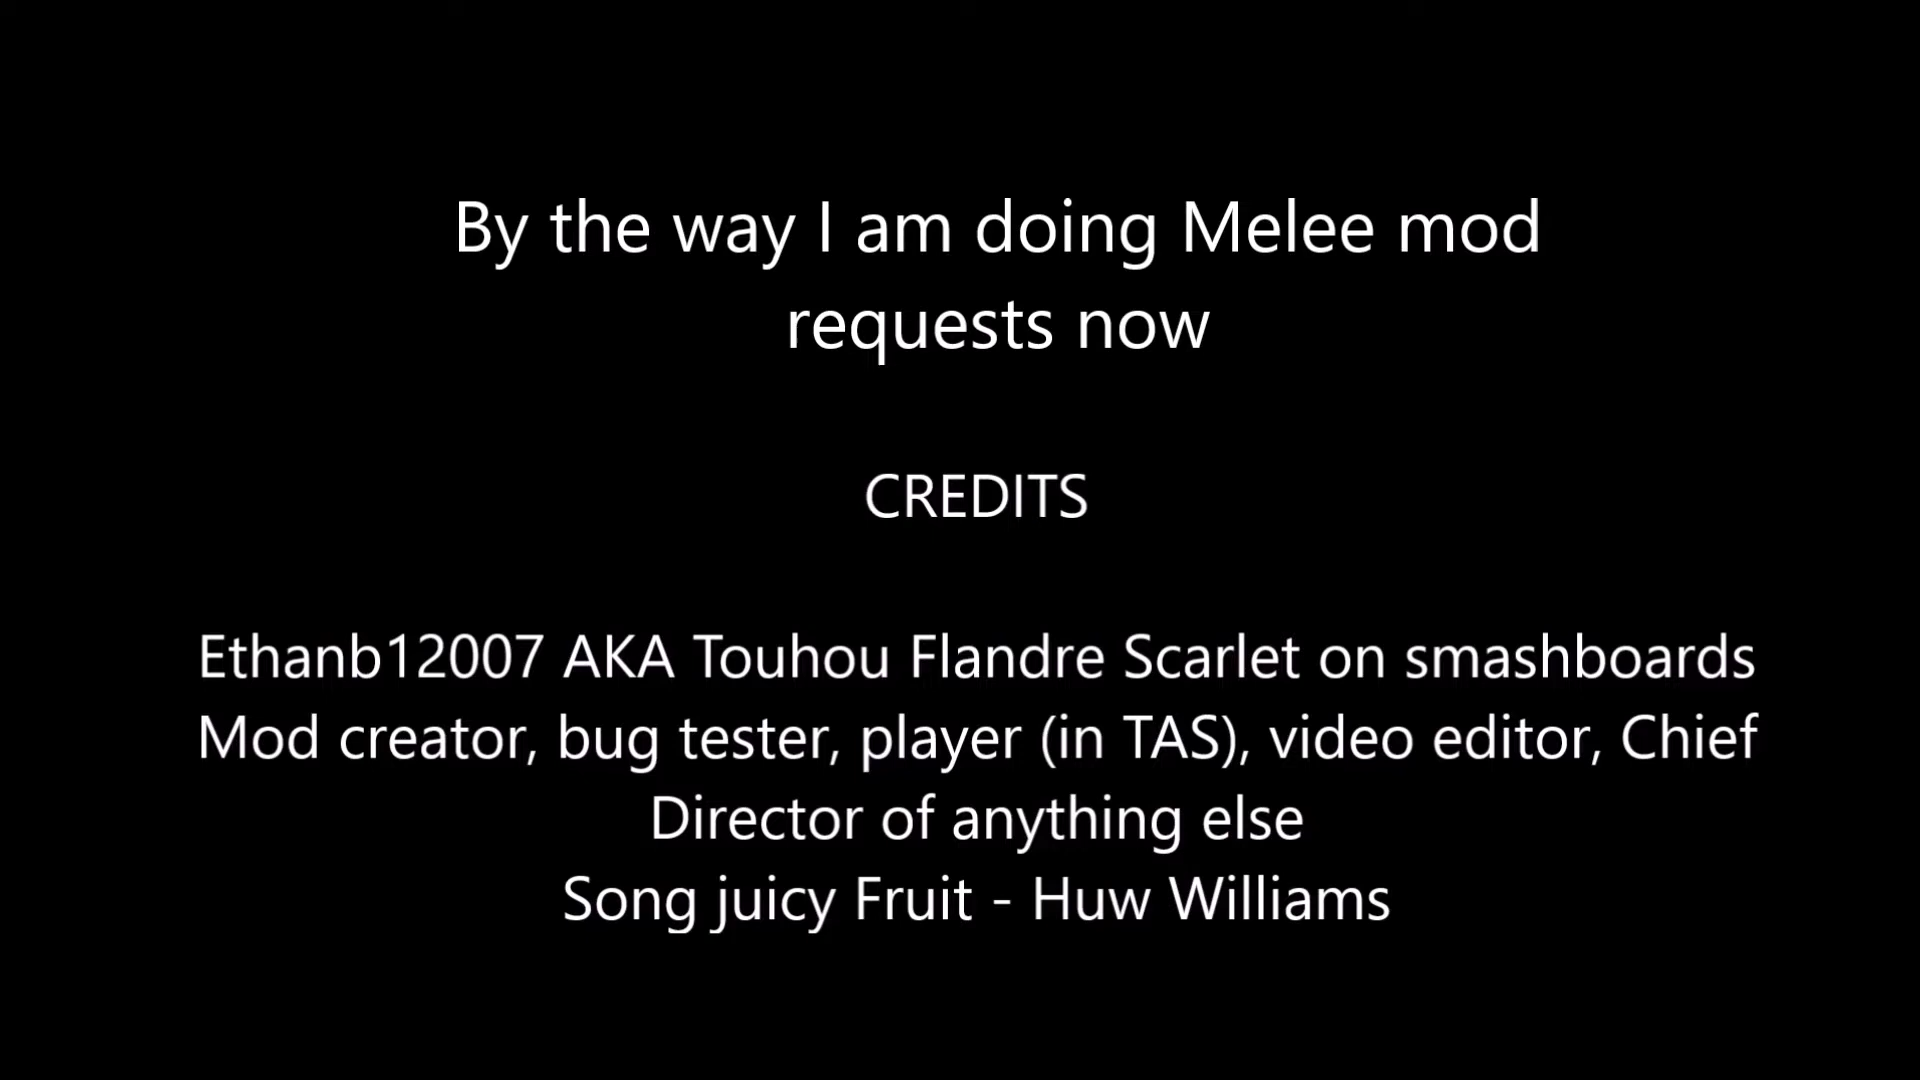 By the way I am doing Melee mod
requests now
CREDITS
Ethanb12007 AKA Touhou Flandre Scarlet on smashboards
Mod creator, bug tester, player (in TAS), video editor, Chief
Director of anything else
Song juicy Fruit - Huw Williams